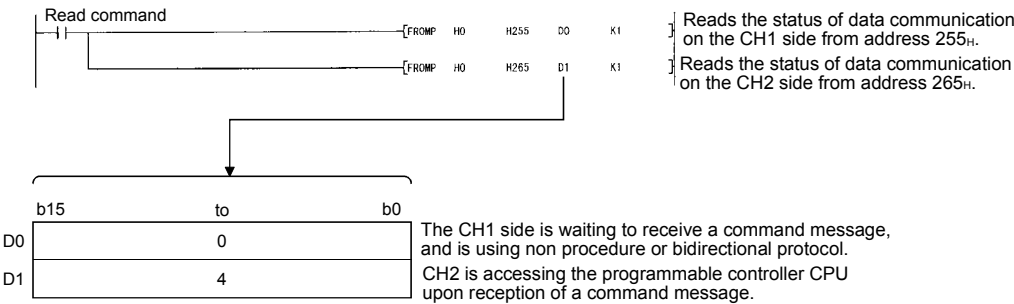 Read command
[FROMP H0 H255 D0 K1 ] Reads the status of data communication
on the CH1 side from address 255H.
[FROMP H0 H265 D1 K1 ] Reads the status of data communication
on the CH2 side from address 265H.
b15 to b0
D0 0 The CH1 side is waiting to receive a command message,
and is using non procedure or bidirectional protocol.
D1 4 CH2 is accessing the programmable controller CPU
upon reception of a command message.